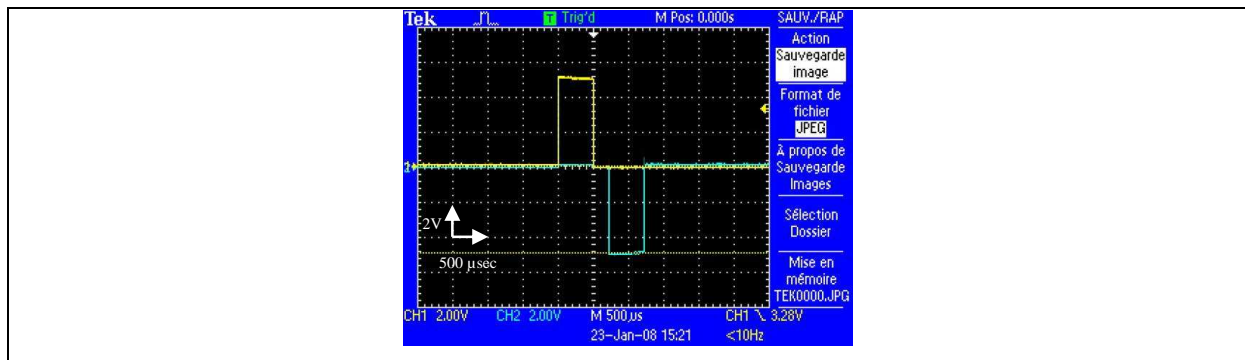 Tek T Trig'd M Pos: 0.000s SAUV./RAP
Action
Sauvegarde
image
Format de
fichier
JPEG
À propos de
Sauvegarde
Images
Sélection
Dossier
Mise en
mémoire
TEK0000.JPG
1
2V
500 µsec
CH1 2.00V CH2 2.00V M 500µs CH1 3.28V
23-Jan-08 15:21 <10Hz